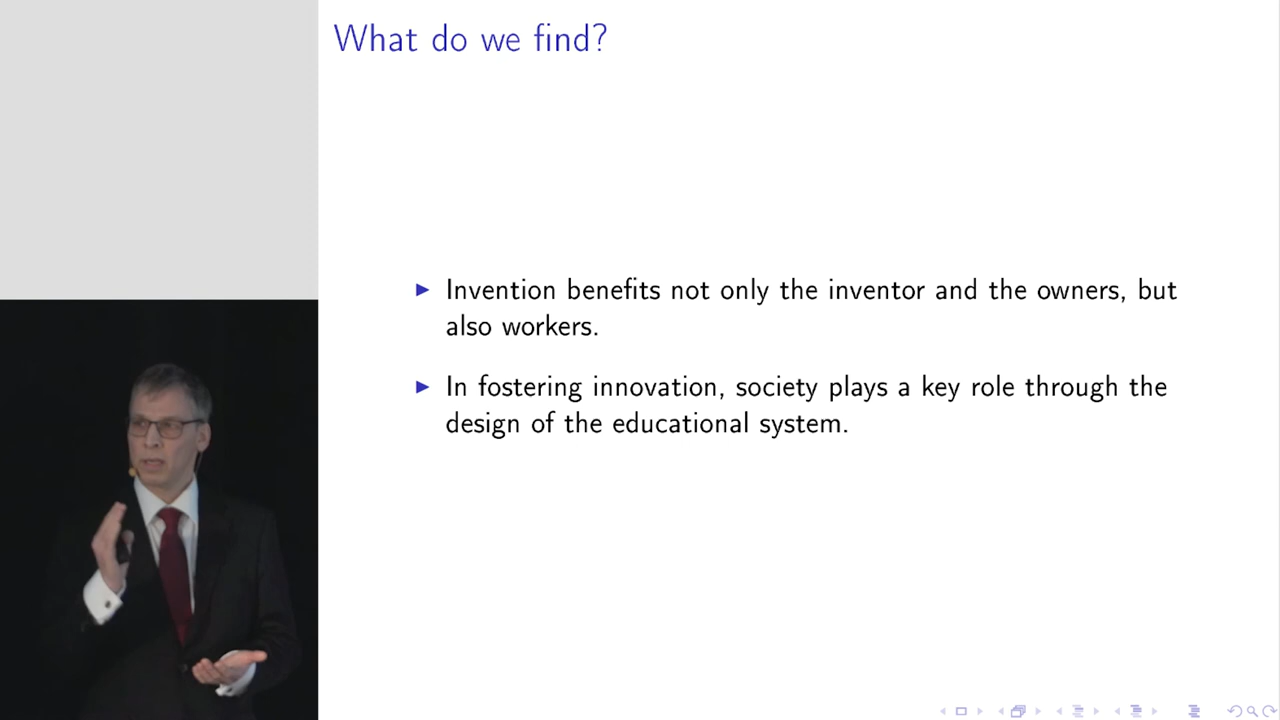 What do we find?
Invention benefits not only the inventor and the owners, but
also workers.
In fostering innovation, society plays a key role through the
design of the educational system.